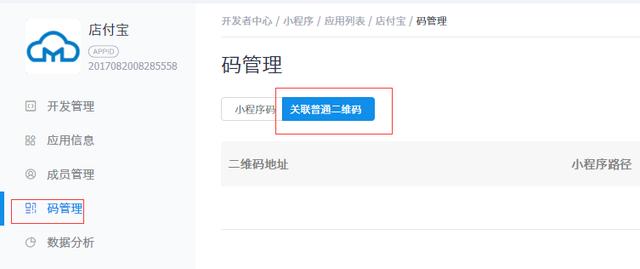 店付宝
APPID
2017082008285558
开发管理
应用信息
成员管理
码管理
数据分析
开发者中心 / 小程序 / 应用列表 / 店付宝 / 码管理
码管理
小程序码 关联普通二维码
二维码地址 小程序路径